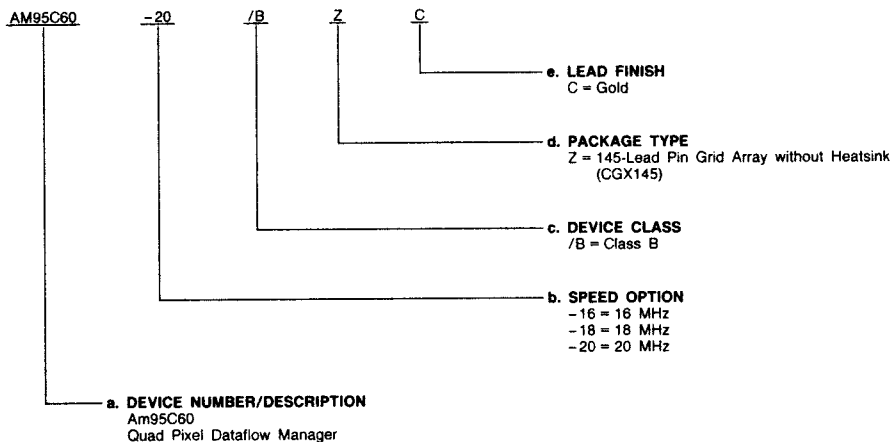 AM95C60 -20 /B Z C
e. LEAD FINISH
C = Gold
d. PACKAGE TYPE
Z = 145-Lead Pin Grid Array without Heatsink
(CGX145)
c. DEVICE CLASS
/B = Class B
b. SPEED OPTION
-16 = 16 MHz
-18 = 18 MHz
-20 = 20 MHz
a. DEVICE NUMBER/DESCRIPTION
Am95C60
Quad Pixel Dataflow Manager